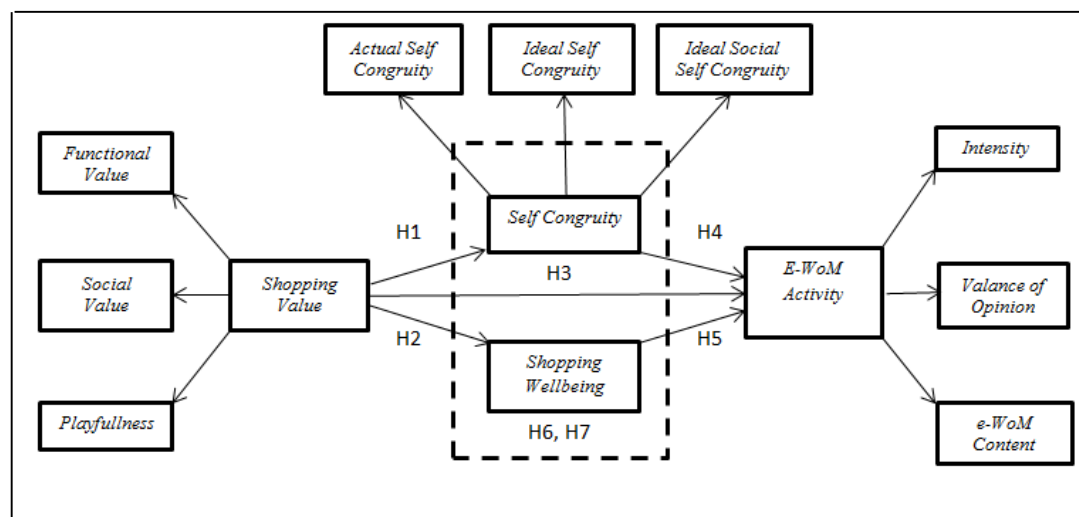 Actual Self
Congruity
Ideal Self
Congruity
Ideal Social
Self Congruity
Functional
Value
Intensity
Self Congruity
H1
H4
H3
Social
Value
Shopping
Value
E-WoM
Activity
Valance of
Opinion
H2
H5
Shopping
Wellbeing
Playfullness
H6, H7
e-WoM
Content